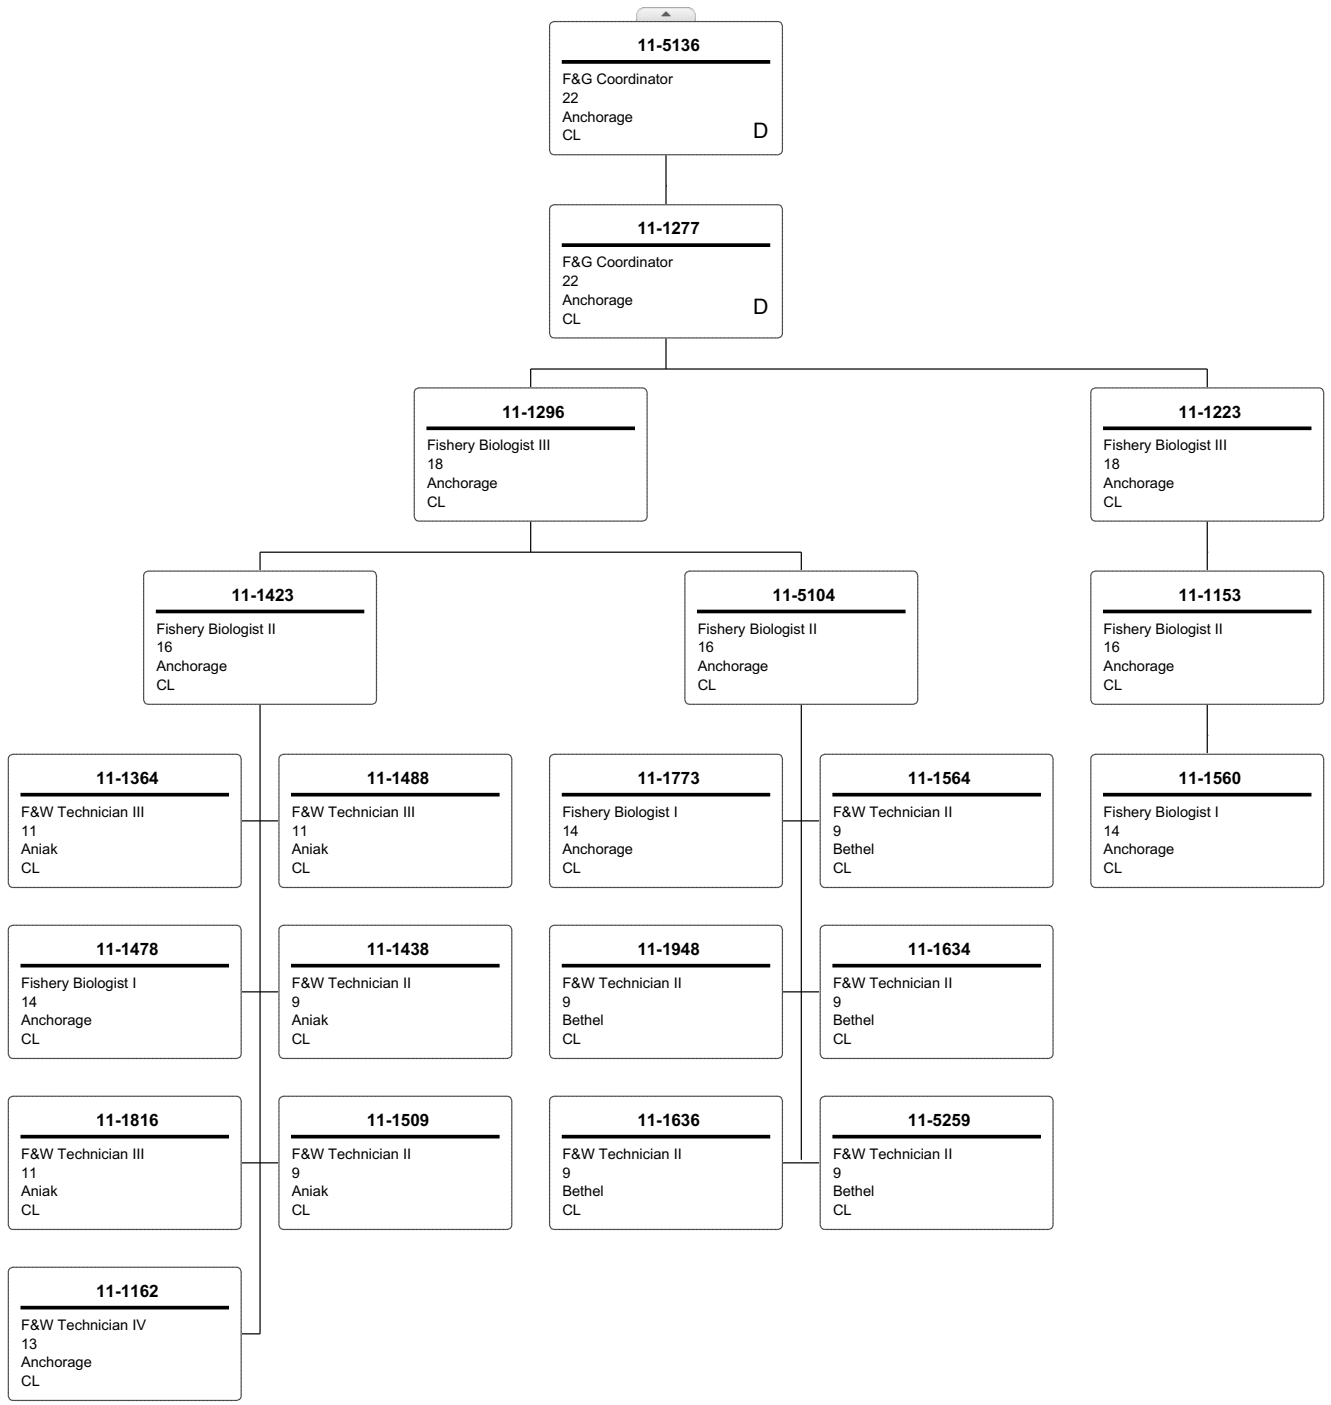 11-5136
F&G Coordinator
22
Anchorage
CL
D
11-1277
F&G Coordinator
22
Anchorage
CL
D
11-1296
Fishery Biologist III
18
Anchorage
CL
11-1223
Fishery Biologist III
18
Anchorage
CL
11-1423
Fishery Biologist II
16
Anchorage
CL
11-5104
Fishery Biologist II
16
Anchorage
CL
11-1153
Fishery Biologist II
16
Anchorage
CL
11-1364
F&W Technician III
11
Aniak
CL
11-1488
F&W Technician III
11
Aniak
CL
11-1773
Fishery Biologist I
14
Anchorage
CL
11-1564
F&W Technician II
9
Bethel
CL
11-1560
Fishery Biologist I
14
Anchorage
CL
11-1478
Fishery Biologist I
14
Anchorage
CL
11-1438
F&W Technician II
9
Aniak
CL
11-1948
F&W Technician II
9
Bethel
CL
11-1634
F&W Technician II
9
Bethel
CL
11-1816
F&W Technician III
11
Aniak
CL
11-1509
F&W Technician II
9
Aniak
CL
11-1636
F&W Technician II
9
Bethel
CL
11-5259
F&W Technician II
9
Bethel
CL
11-1162
F&W Technician IV
13
Anchorage
CL